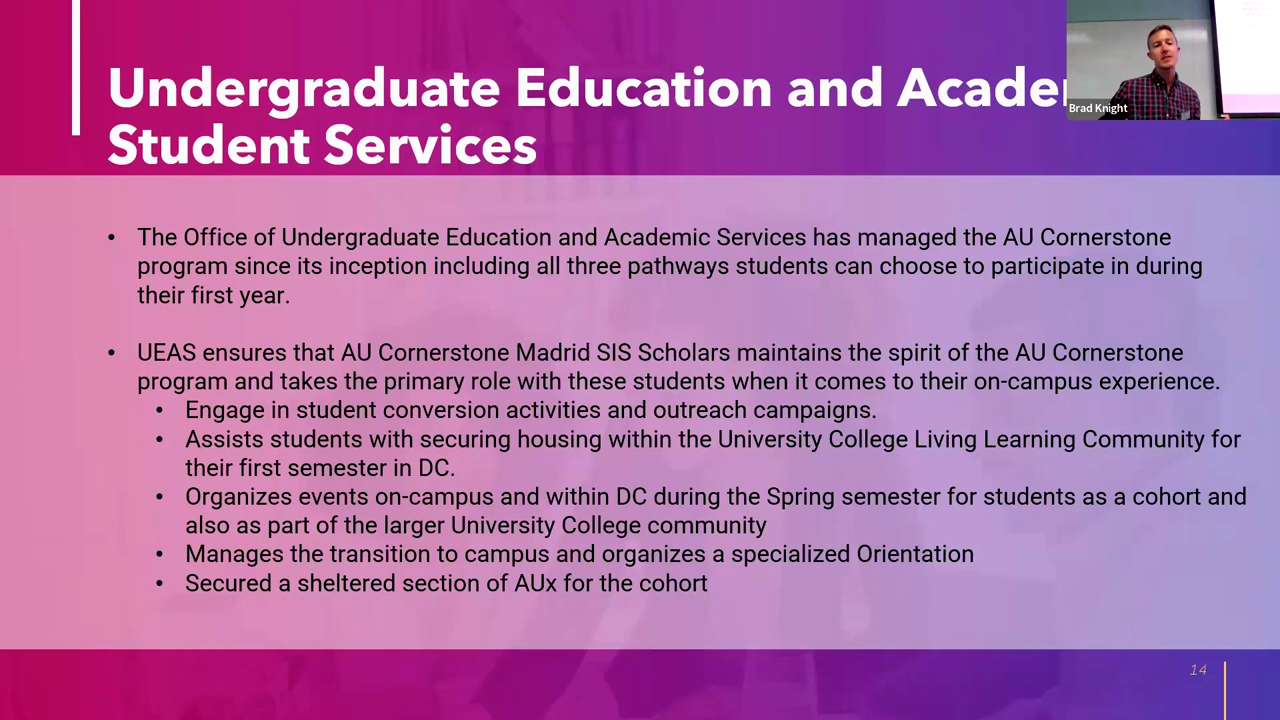 Undergraduate Education and
Student Services
Brad Knight
• The Office of Undergraduate Education and Academic Services has managed the AU Cornerstone
program since its inception including all three pathways students can choose to participate in during
their first year.
• UEAS ensures that AU Cornerstone Madrid SIS Scholars maintains the spirit of the AU Cornerstone
program and takes the primary role with these students when it comes to their on-campus experience.
• Engage in student conversion activities and outreach campaigns.
• Assists students with securing housing within the University College Living Learning Community for
their first semester in DC.
• Organizes events on-campus and within DC during the Spring semester for students as a cohort and
also as part of the larger University College community
• Manages the transition to campus and organizes a specialized Orientation
• Secured a sheltered section of AUx for the cohort
14